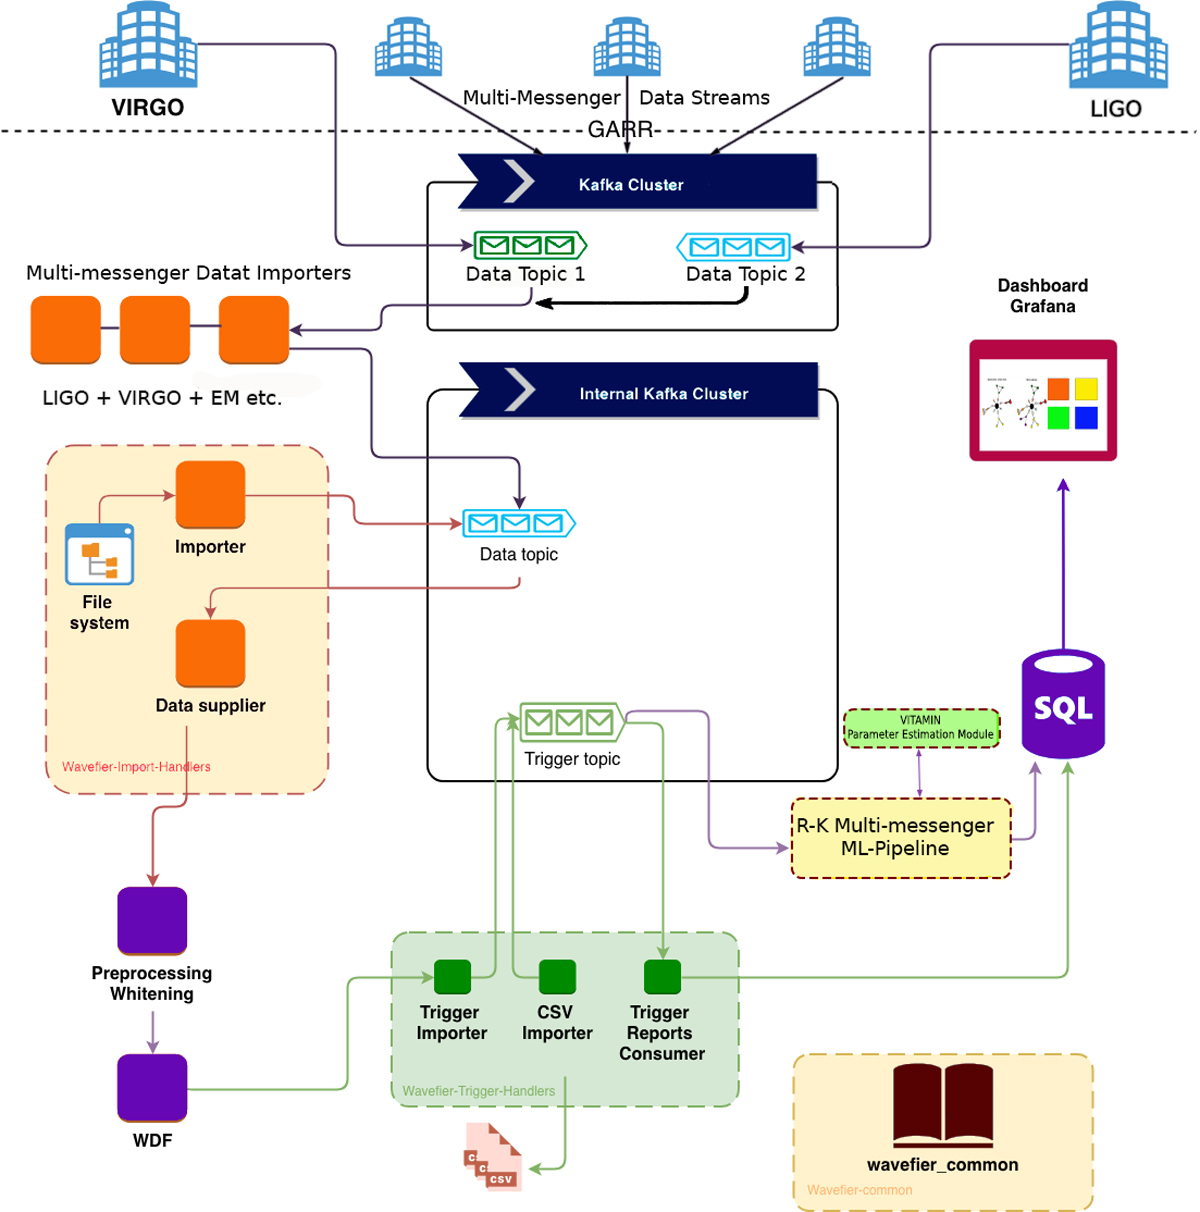 VIRGO
LIGO
Multi-Messenger Data Streams
GARR
Kafka Cluster
Data Topic 1
Data Topic 2
Multi-messenger Datat Importers
LIGO + VIRGO + EM etc.
Dashboard
Grafana
Internal Kafka Cluster
Importer
File
system
Data topic
Data supplier
Wavefier-Import-Handlers
Trigger topic
SQL
VITAMIN
Parameter Estimation Module
R-K Multi-messenger
ML-Pipeline
Preprocessing
Whitening
WDF
Trigger
Importer
CSV
Importer
Trigger
Reports
Consumer
Wavefier-Trigger-Handlers
cs
c
csv
wavefier_common
Wavefier-common